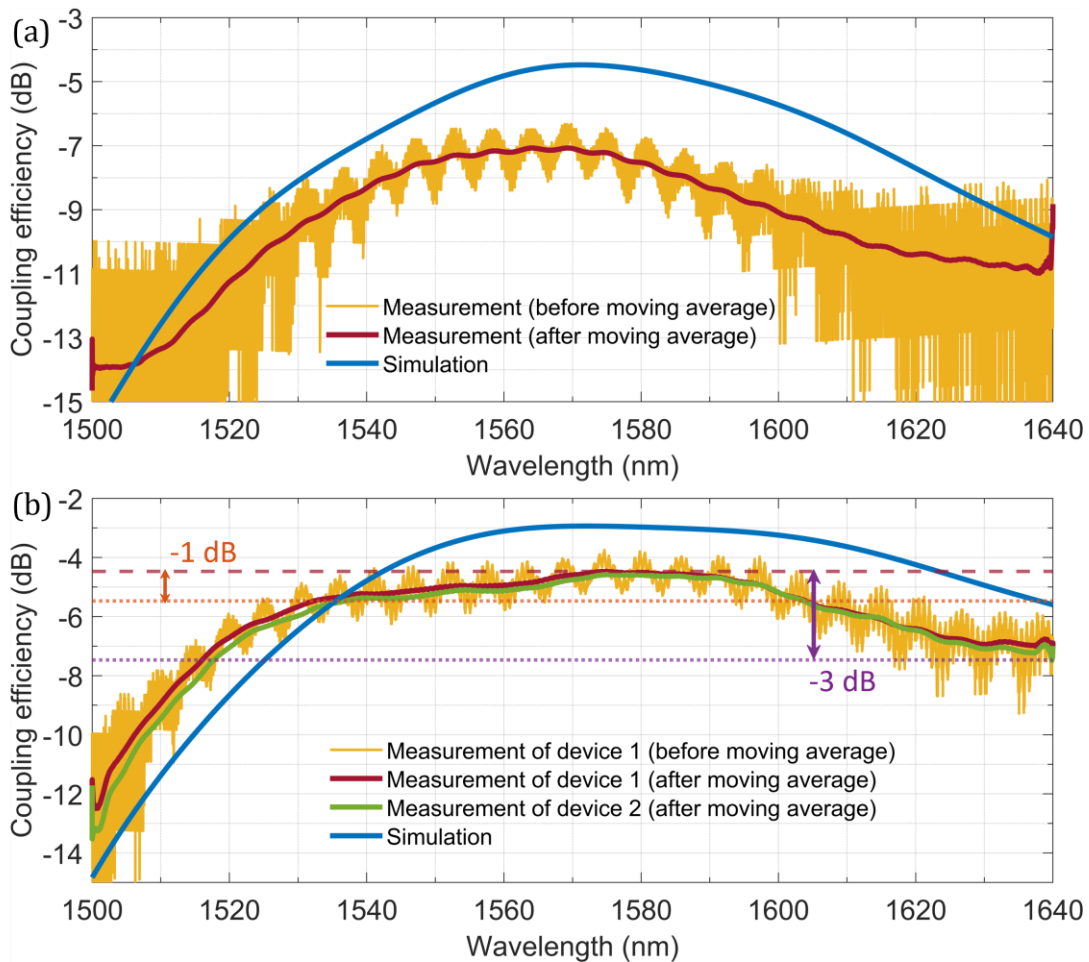 (a)
-3
-5
-7
-9
-11
-13
-15
Coupling efficiency (dB)
Measurement (before moving average)
Measurement (after moving average)
Simulation
1500 1520 1540 1560 1580 1600 1620 1640
Wavelength (nm)
(b)
-2
-4
-6
-8
-10
-12
-14
Coupling efficiency (dB)
-1 dB
-3 dB
Measurement of device 1 (before moving average)
Measurement of device 1 (after moving average)
Measurement of device 2 (after moving average)
Simulation
1500 1520 1540 1560 1580 1600 1620 1640
Wavelength (nm)